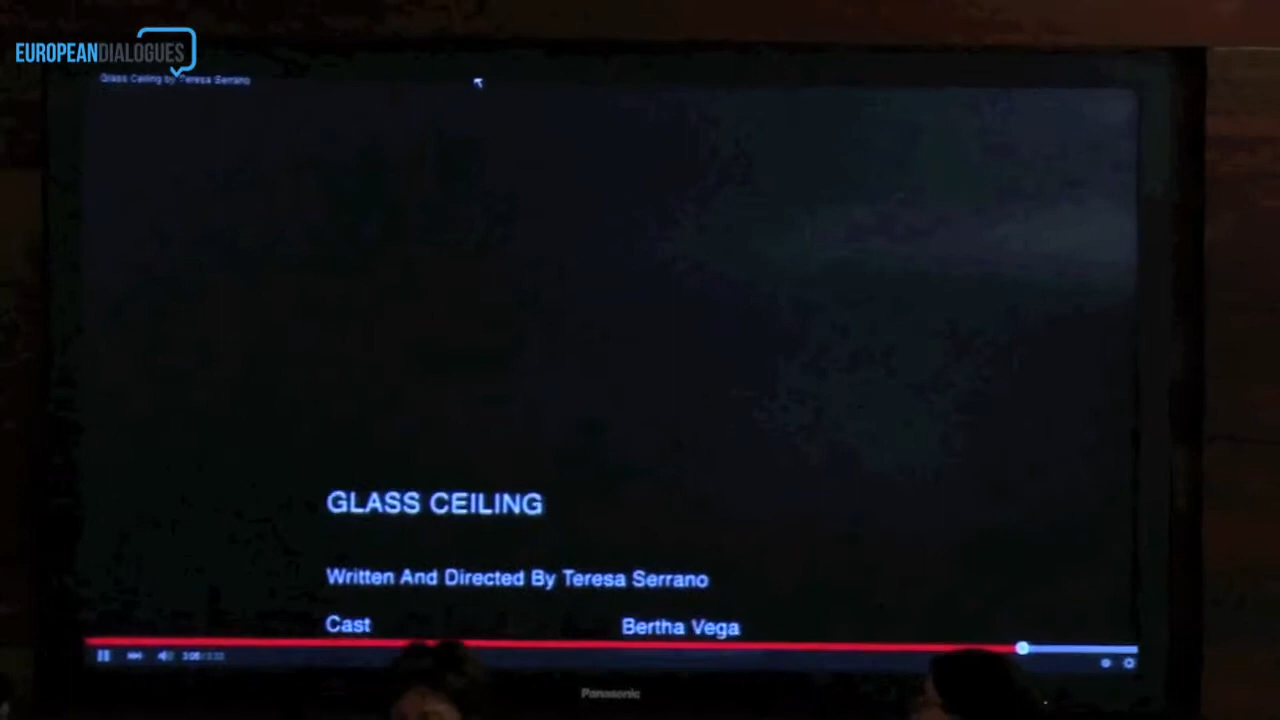 EUROPEANDIALOGUES
Glass Ceiling by Teresa Serrano
GLASS CEILING
Written And Directed By Teresa Serrano
Cast Bertha Vega
Panasonic